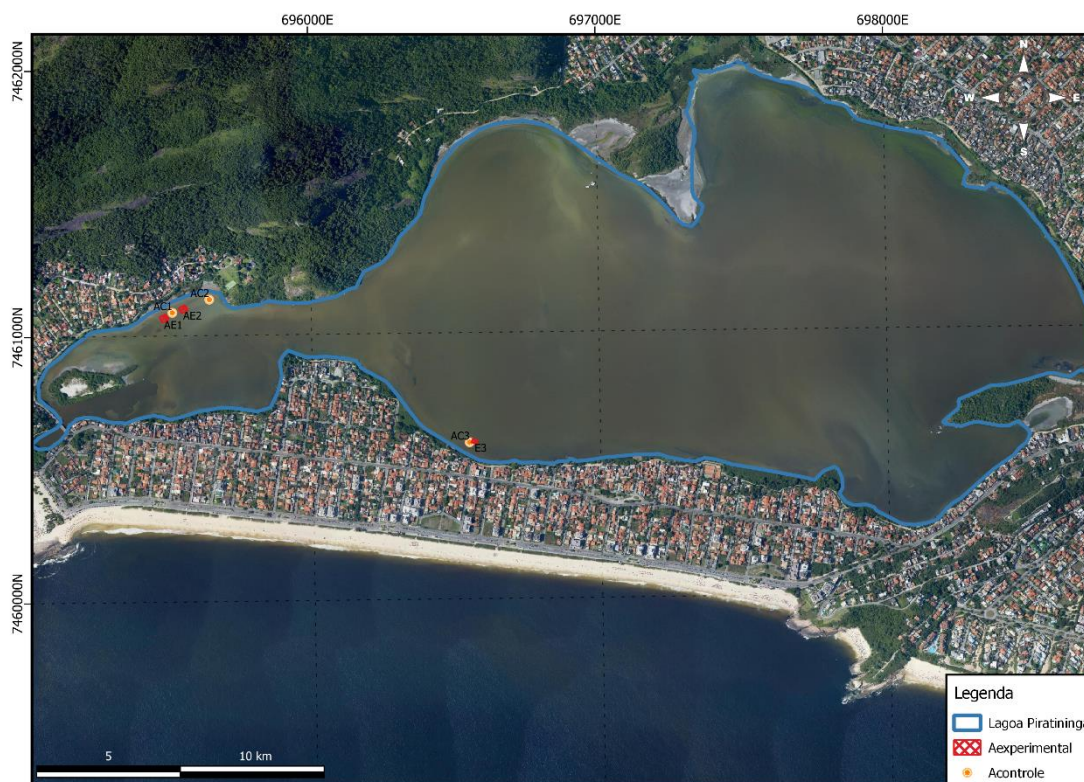 696000E 697000E 698000E
7462000N
N
W E
S
AC2
AC1
AE2
AE1
7461000N
AC3
E3
7460000N
Legenda
Lagoa Piratininga
Aexperimental
Acontrole
5 10 km